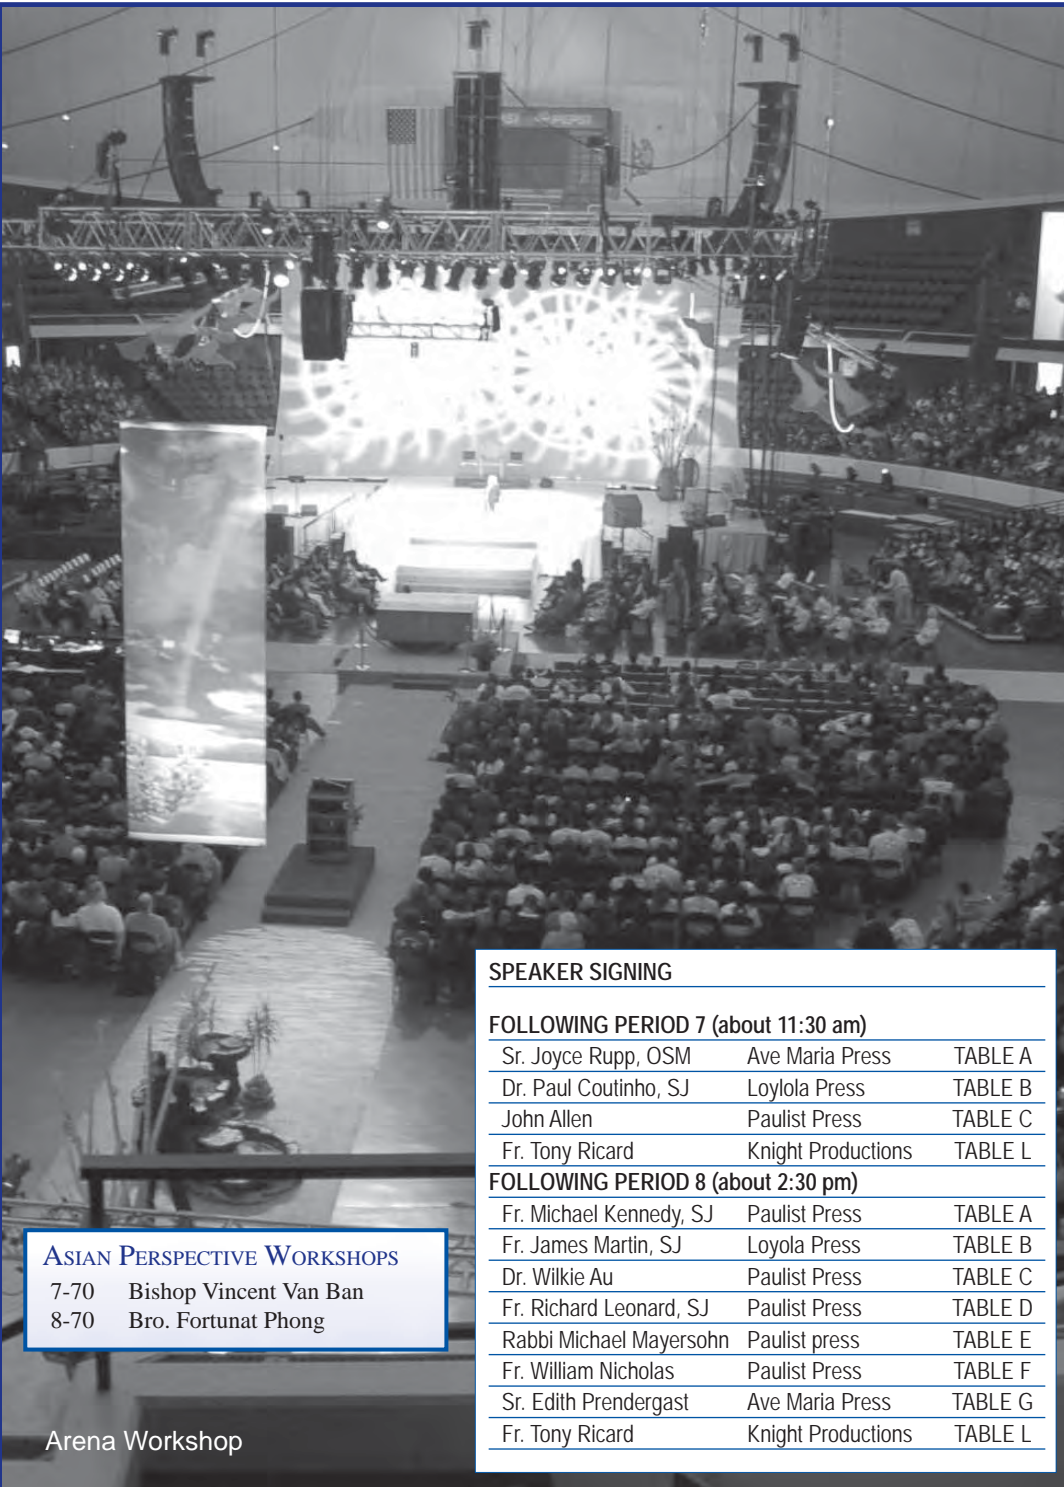 PEPSI
SPEAKER SIGNING
FOLLOWING PERIOD 7 (about 11:30 am)
Sr. Joyce Rupp, OSM Ave Maria Press TABLE A
Dr. Paul Coutinho, SJ Loylola Press TABLE B
John Allen Paulist Press TABLE C
Fr. Tony Ricard Knight Productions TABLE L
FOLLOWING PERIOD 8 (about 2:30 pm)
Fr. Michael Kennedy, SJ Paulist Press TABLE A
Fr. James Martin, SJ Loyola Press TABLE B
Dr. Wilkie Au Paulist Press TABLE C
Fr. Richard Leonard, SJ Paulist Press TABLE D
Rabbi Michael Mayersohn Paulist press TABLE E
Fr. William Nicholas Paulist Press TABLE F
Sr. Edith Prendergast Ave Maria Press TABLE G
Fr. Tony Ricard Knight Productions TABLE L
ASIAN PERSPECTIVE WORKSHOPS
7-70 Bishop Vincent Van Ban
8-70 Bro. Fortunat Phong
Arena Workshop